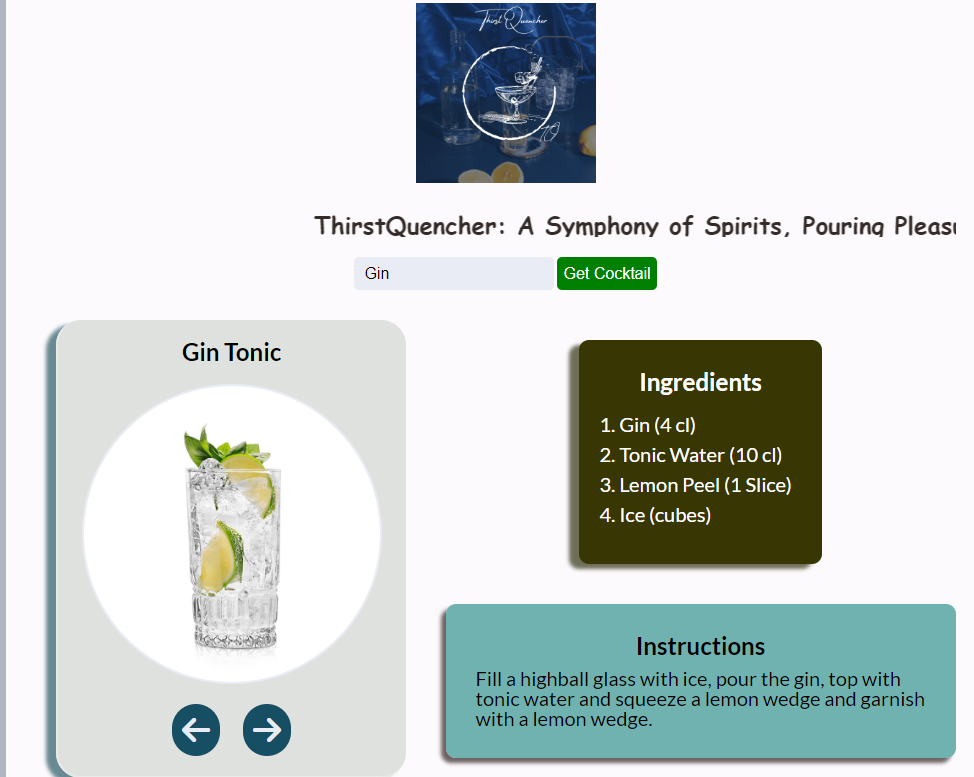 Thirst Quencher
ThirstQuencher: A Symphony of Spirits, Pouring
Gin
Get Cocktail
Gin Tonic
Ingredients
1. Gin (4 cl)
2. Tonic Water (10 cl)
3. Lemon Peel (1 Slice)
4. Ice (cubes)
Instructions
Fill a highball glass with ice, pour the gin, top with
tonic water and squeeze a lemon wedge and garnish
with a lemon wedge.